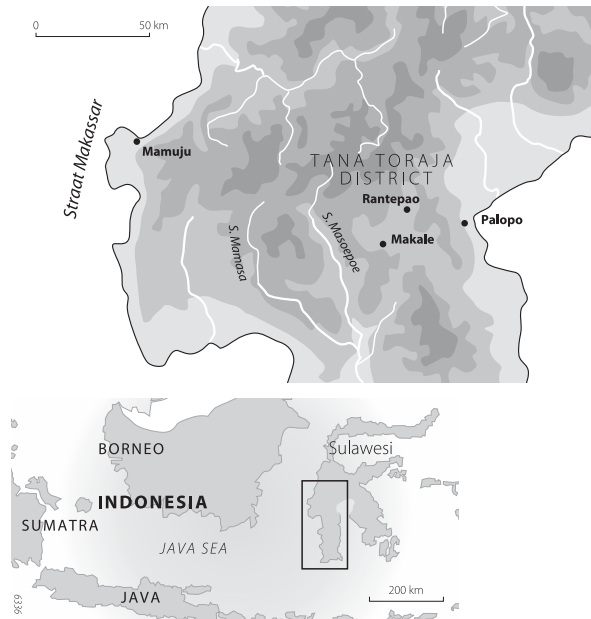 0 50 km
Straat Makassar
Mamuju
TANA TORAJA
DISTRICT
Rantepao
Palopo
Makale
S. Mamasa
S. Masoepoe
BORNEO
Sulawesi
INDONESIA
SUMATRA
JAVA SEA
200 km
JAVA
6336